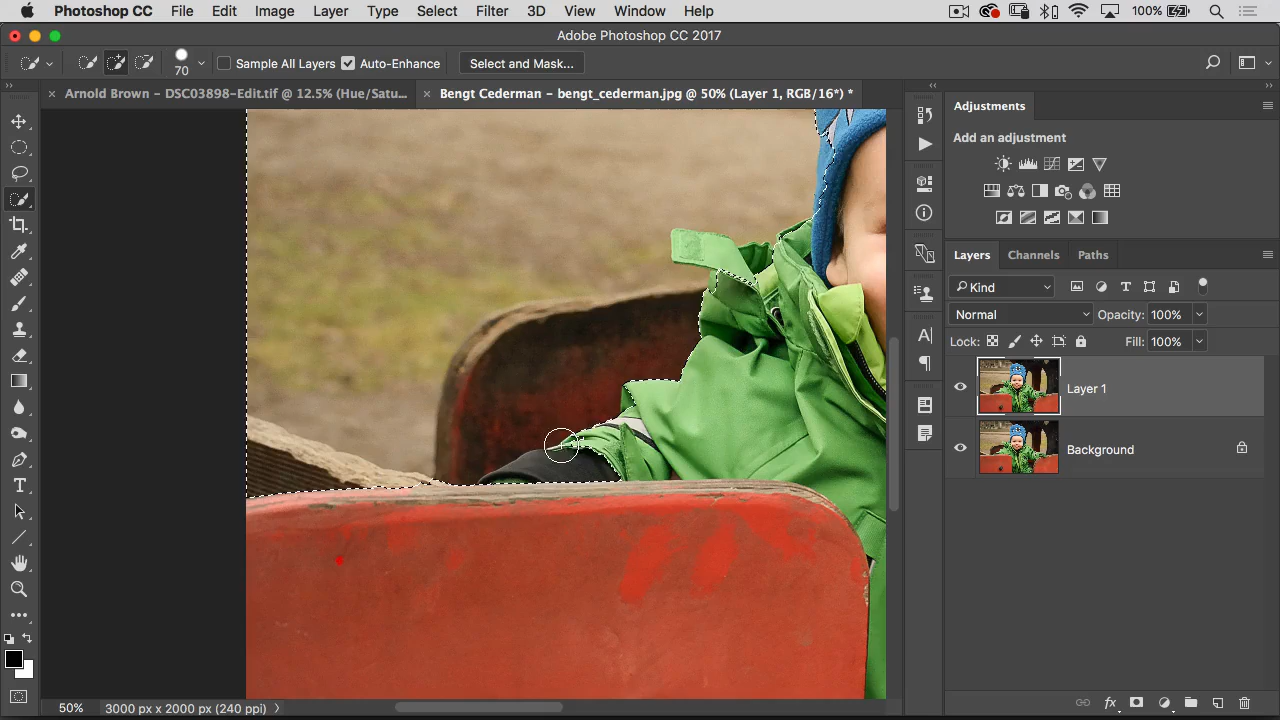 Photoshop CC File Edit Image Layer Type Select Filter 3D View Window Help 100%
Adobe Photoshop CC 2017
70 Sample All Layers Auto-Enhance Select and Mask...
Arnold Brown – DSC03898-Edit.tif @ 12.5% (Hue/Satu... Bengt Cederman – bengt_cederman.jpg @ 50% (Layer 1, RGB/16*) *
Adjustments
Add an adjustment
Layers Channels Paths
Kind
Normal Opacity: 100%
Lock: Fill: 100%
Layer 1
Background
50% 3000 px x 2000 px (240 ppi)